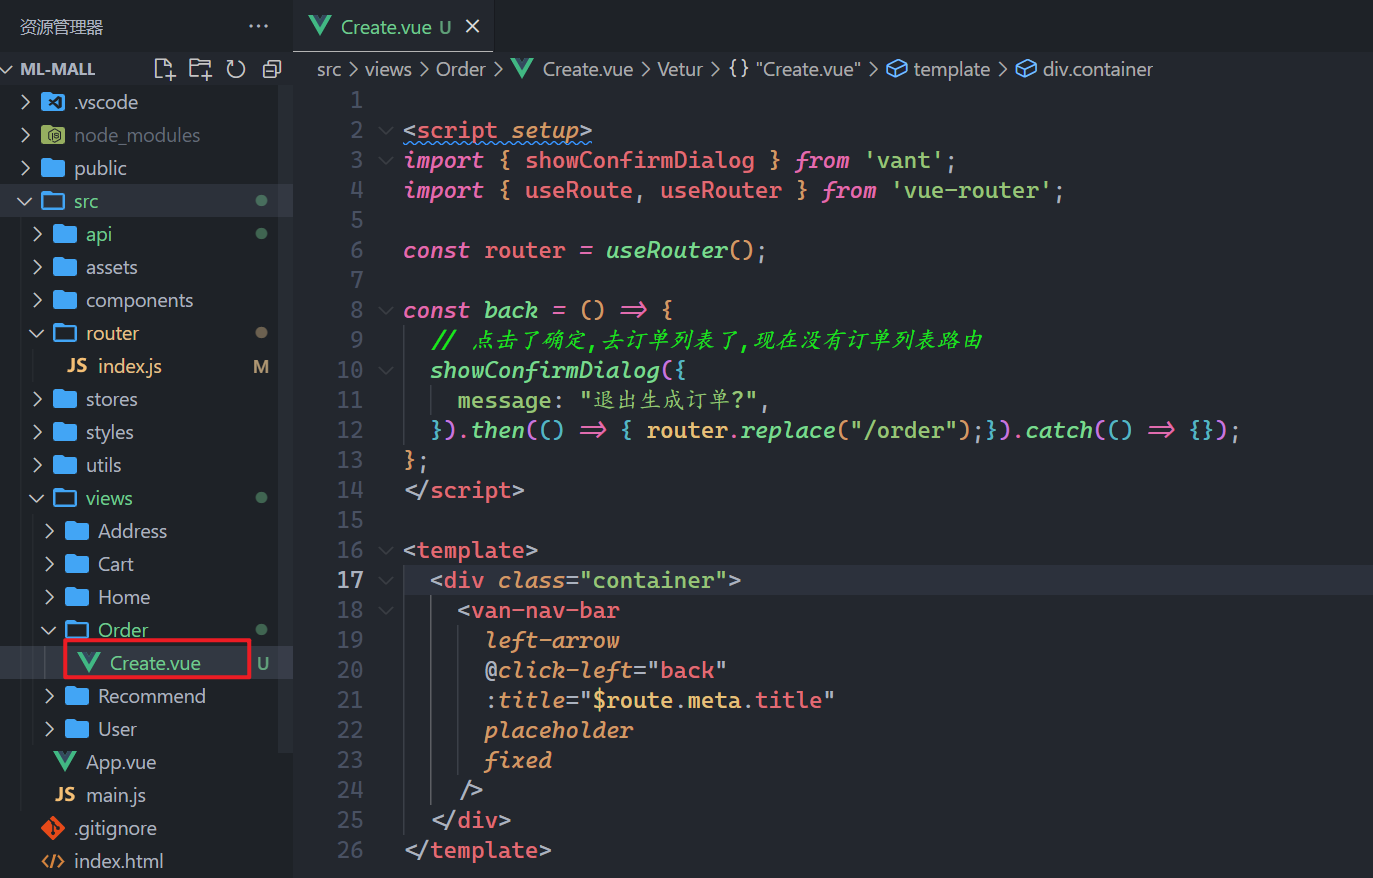 资源管理器 ···
ML-MALL
.vscode
node_modules
public
src
api
assets
components
router
JS index.js M
stores
styles
utils
views
Address
Cart
Home
Order
Create.vue U
Recommend
User
App.vue
JS main.js
.gitignore
index.html
Create.vue U
src > views > Order > Create.vue > Vetur > {} "Create.vue" > template > div.container
1
2 <script setup>
3 import { showConfirmDialog } from 'vant';
4 import { useRoute, useRouter } from 'vue-router';
5
6 const router = useRouter();
7
8 const back = () => {
9 // 点击了确定,去订单列表了,现在没有订单列表路由
10 showConfirmDialog({
11 message: "退出生成订单?",
12 }).then(() => { router.replace("/order");}).catch(() => {});
13 };
14 </script>
15
16 <template>
17 <div class="container">
18 <van-nav-bar
19 left-arrow
20 @click-left="back"
21 :title="$route.meta.title"
22 placeholder
23 fixed
24 />
25 </div>
26 </template>